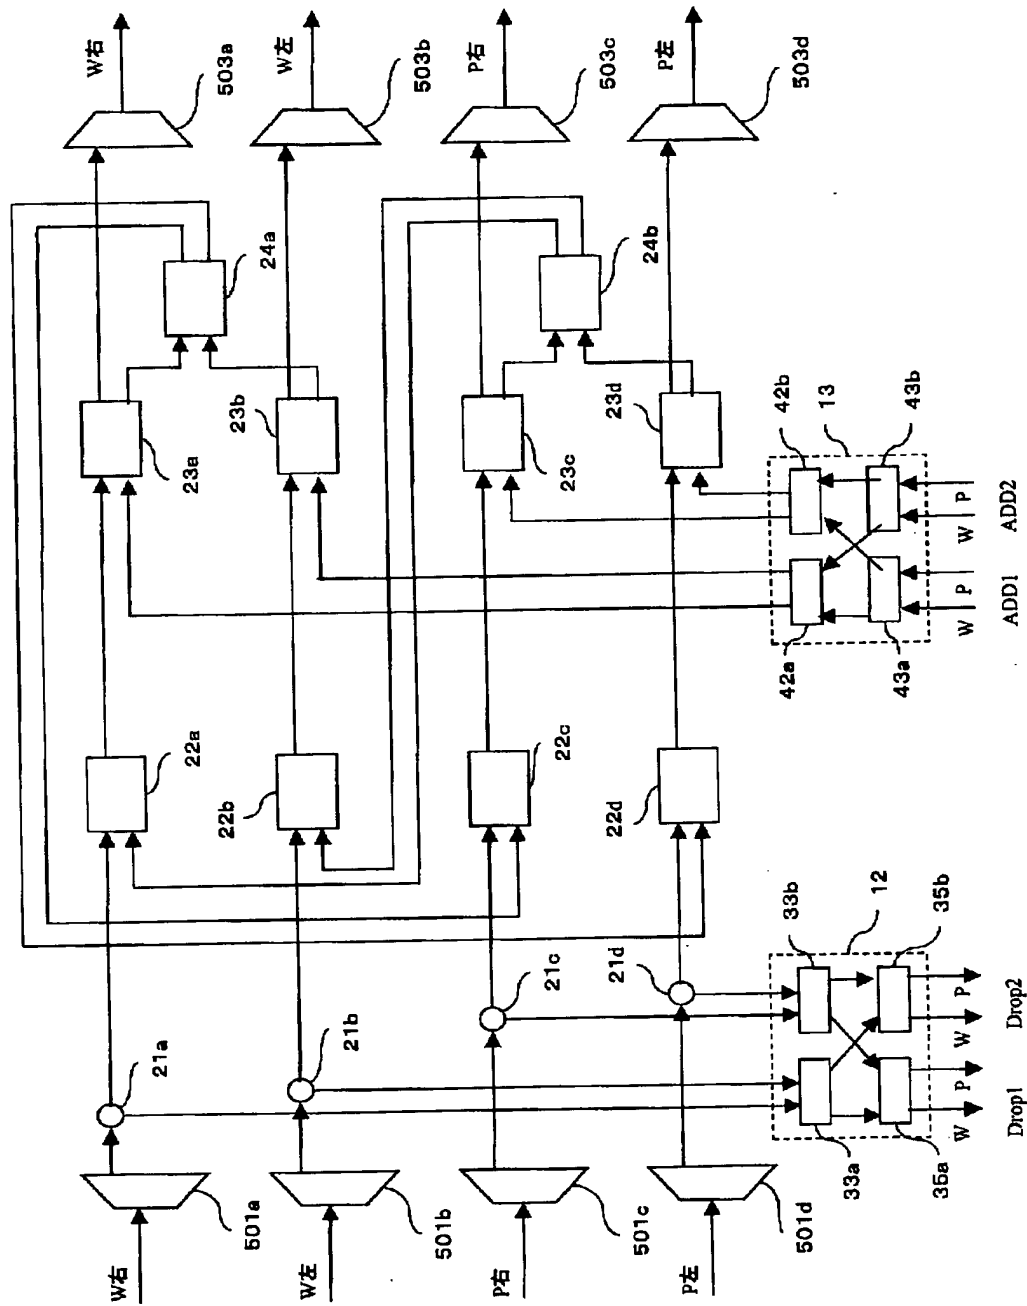 W右
W左
P右
P左
503a
503b
503c
503d
24a
24b
23a
23b
23c
23d
42b
13
43b
42a
43a
W
P
W
P
ADD1
ADD2
22a
22b
22c
22d
21a
21b
21c
21d
33b
12
35b
33a
35a
W
P
W
P
Drop1
Drop2
501a
501b
501c
501d
W右
W左
P右
P左